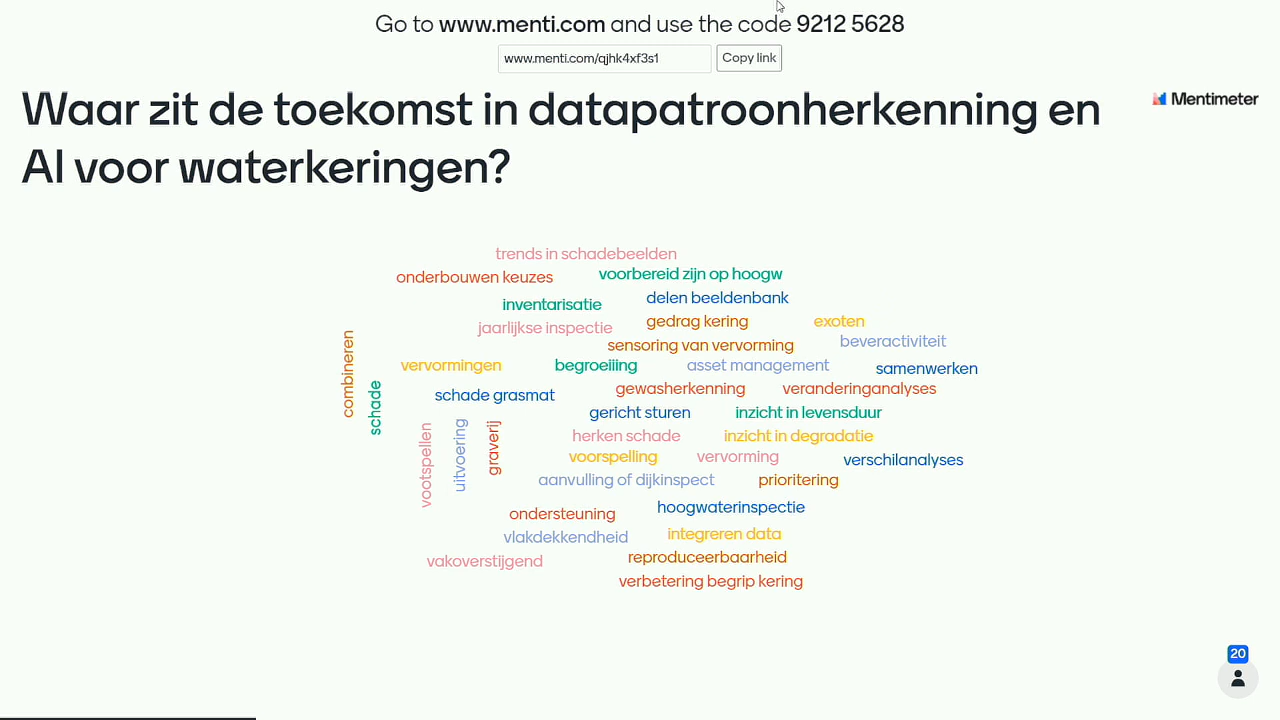 Go to www.menti.com and use the code 9212 5628
www.menti.com/qjhk4xf3s1
Copy link
Waar zit de toekomst in datapatroonherkenning en
AI voor waterkeringen?
Mentimeter
trends in schadebeelden
onderbouwen keuzes
voorbereid zijn op hoogw
inventarisatie
delen beeldenbank
jaarlijkse inspectie
gedrag kering
exoten
sensoring van vervorming
beveractiviteit
combineren
vervormingen
begroeiiing
asset management
samenwerken
schade
schade grasmat
gewasherkenning
veranderinganalyses
gericht sturen
inzicht in levensduur
vootspellen
uitvoering
graverij
herken schade
inzicht in degradatie
voorspelling
vervorming
verschilanalyses
aanvulling of dijkinspect
prioritering
ondersteuning
hoogwaterinspectie
vlakdekkendheid
integreren data
vakoverstijgend
reproduceerbaarheid
verbetering begrip kering
20